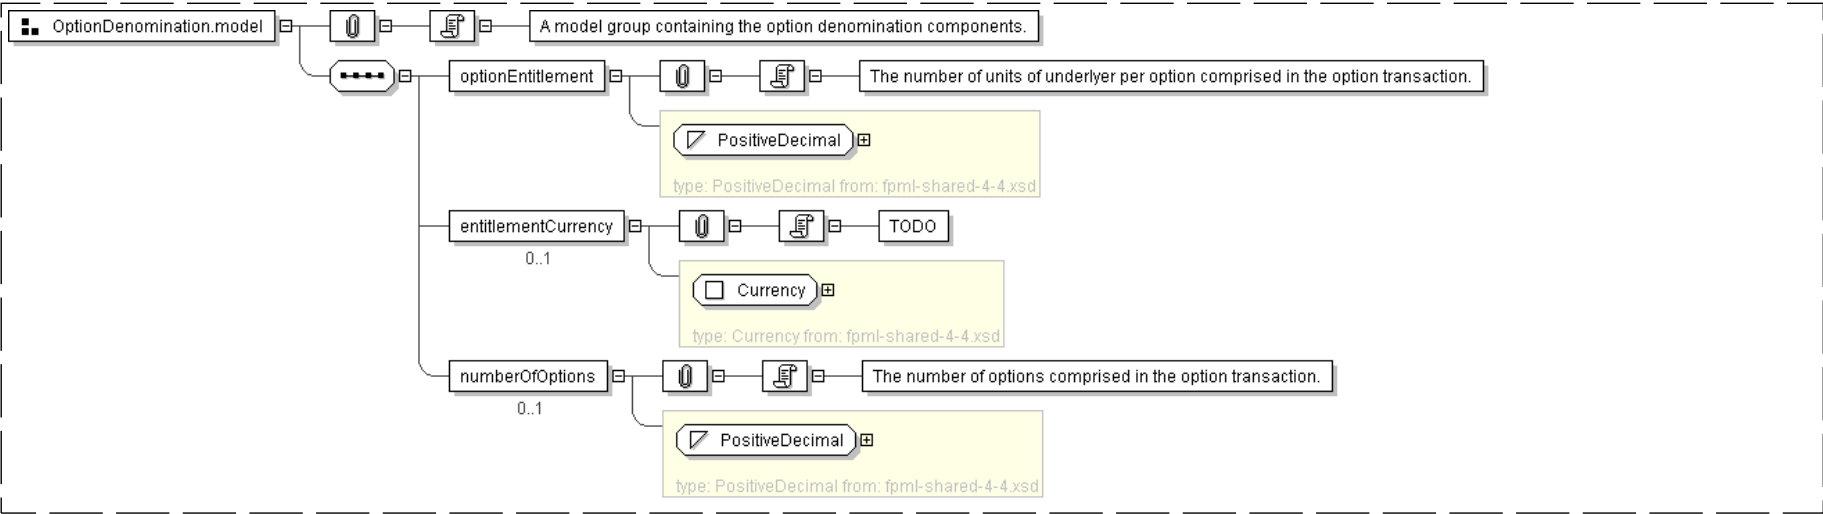 OptionDenomination.model
A model group containing the option denomination components.
optionEntitlement
The number of units of underlyer per option comprised in the option transaction.
PositiveDecimal
type: PositiveDecimal from: fpml-shared-4-4.xsd
entitlementCurrency
TODO
0..1
Currency
type: Currency from: fpml-shared-4-4.xsd
numberOfOptions
The number of options comprised in the option transaction.
0..1
PositiveDecimal
type: PositiveDecimal from: fpml-shared-4-4.xsd